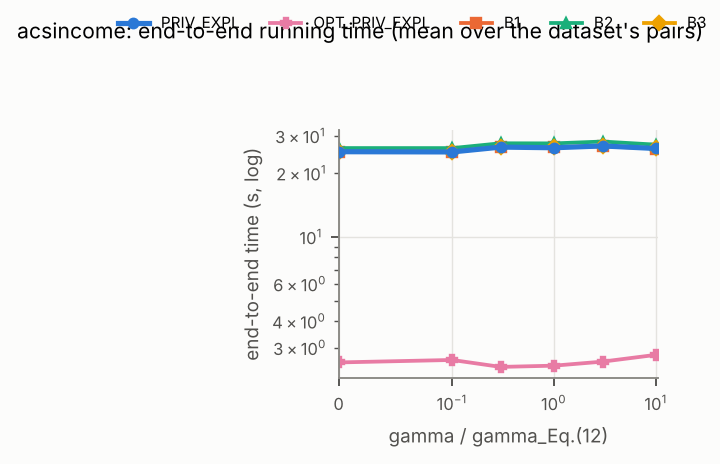 PRIV_EXPL OPT_PRIV_EXPL B1 B2 B3
acsincome: end-to-end running time (mean over the dataset's pairs)
end-to-end time (s, log)
3 × 10¹
2 × 10¹
10¹
6 × 10⁰
4 × 10⁰
3 × 10⁰
0 10⁻¹ 10⁰ 10¹
gamma / gamma_Eq.(12)